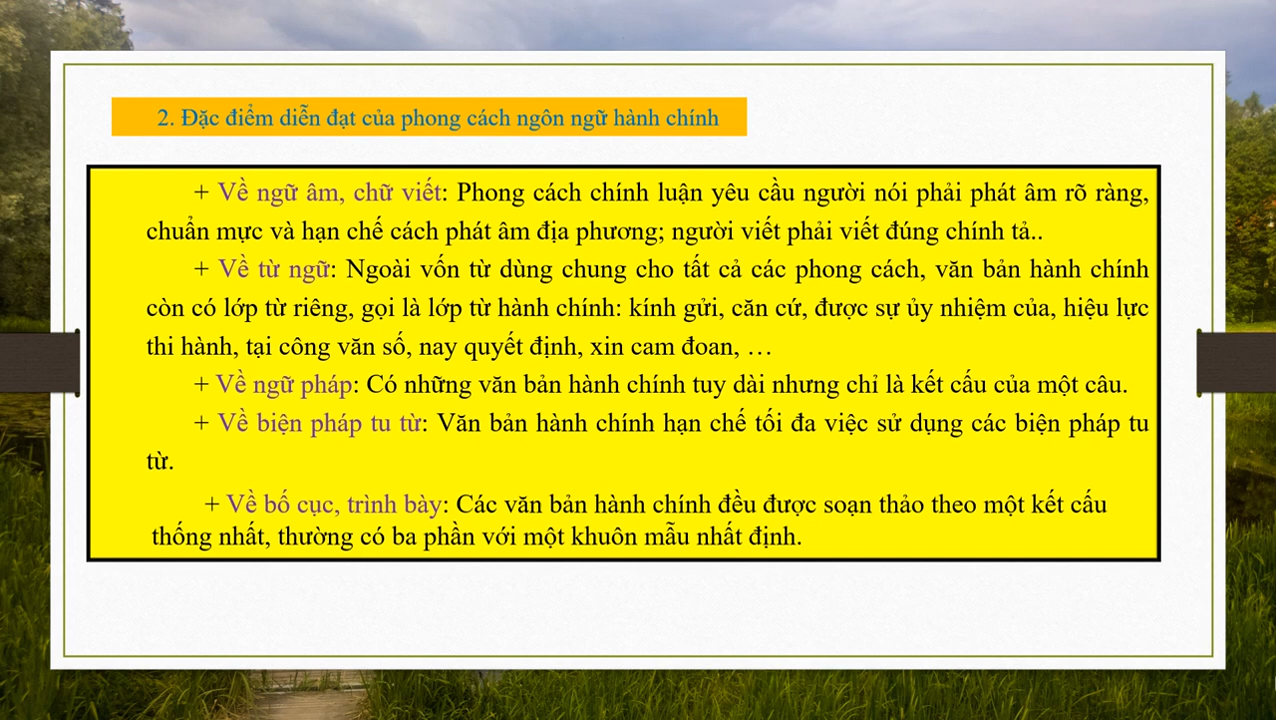 2. Đặc điểm diễn đạt của phong cách ngôn ngữ hành chính
+ Về ngữ âm, chữ viết: Phong cách chính luận yêu cầu người nói phải phát âm rõ ràng,
chuẩn mực và hạn chế cách phát âm địa phương; người viết phải viết đúng chính tả..
+ Về từ ngữ: Ngoài vốn từ dùng chung cho tất cả các phong cách, văn bản hành chính
còn có lớp từ riêng, gọi là lớp từ hành chính: kính gửi, căn cứ, được sự ủy nhiệm của, hiệu lực
thi hành, tại công văn số, nay quyết định, xin cam đoan, …
+ Về ngữ pháp: Có những văn bản hành chính tuy dài nhưng chỉ là kết cấu của một câu.
+ Về biện pháp tu từ: Văn bản hành chính hạn chế tối đa việc sử dụng các biện pháp tu
từ.
+ Về bố cục, trình bày: Các văn bản hành chính đều được soạn thảo theo một kết cấu
thống nhất, thường có ba phần với một khuôn mẫu nhất định.